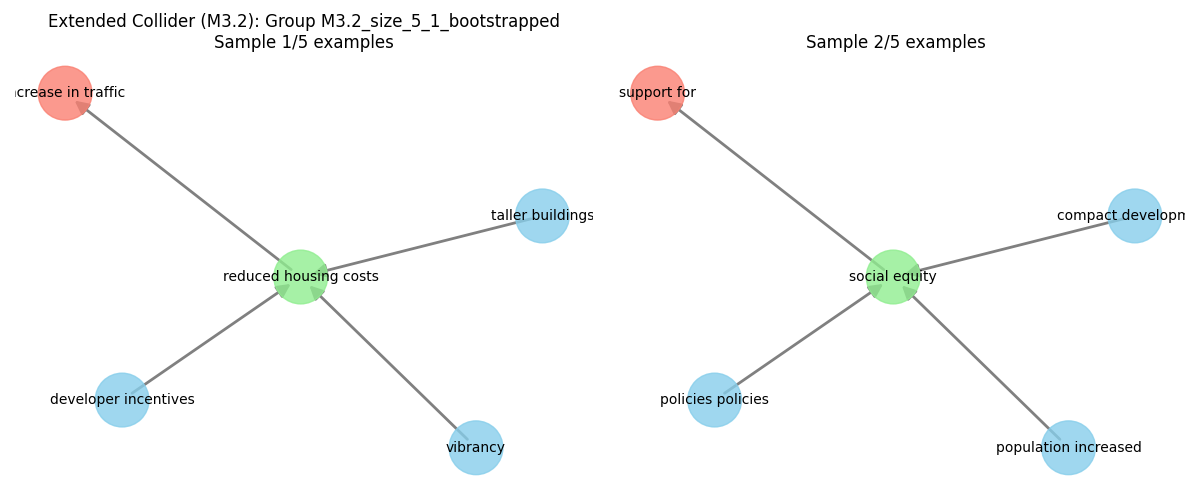 Extended Collider (M3.2): Group M3.2_size_5_1_bootstrapped
Sample 1/5 examples
crease in traffic
taller buildings
reduced housing costs
developer incentives
vibrancy
Sample 2/5 examples
support for
compact developm
social equity
policies policies
population increased